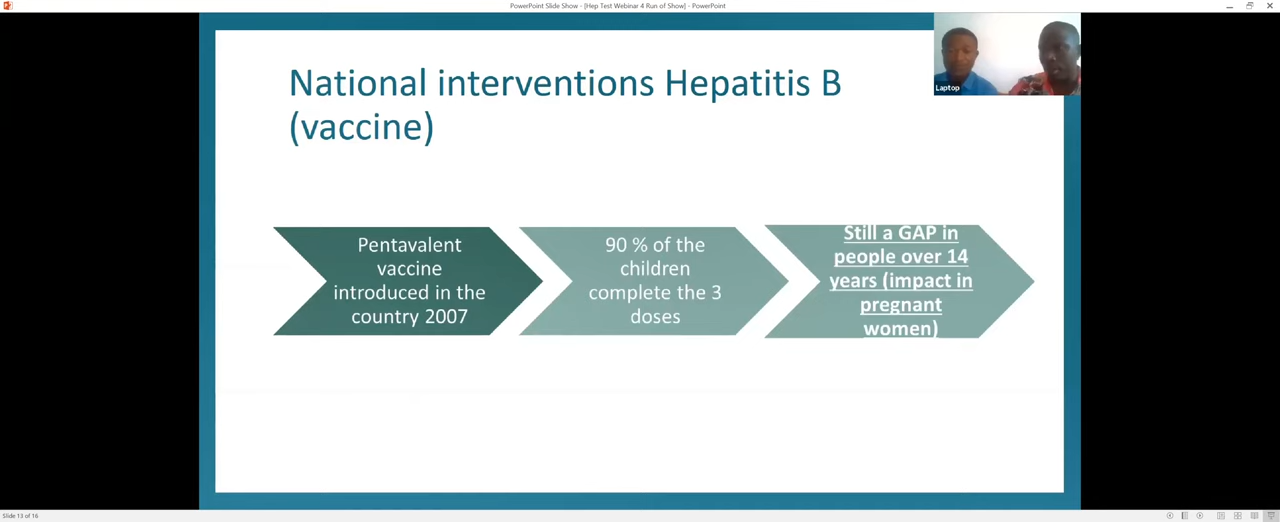 PowerPoint Slide Show - [Hep Test Webinar 4 Run of Show] - PowerPoint
Laptop
National interventions Hepatitis B
(vaccine)
Pentavalent
vaccine
introduced in the
country 2007
90 % of the
children
complete the 3
doses
Still a GAP in
people over 14
years (impact in
pregnant
women)
Slide 13 of 16